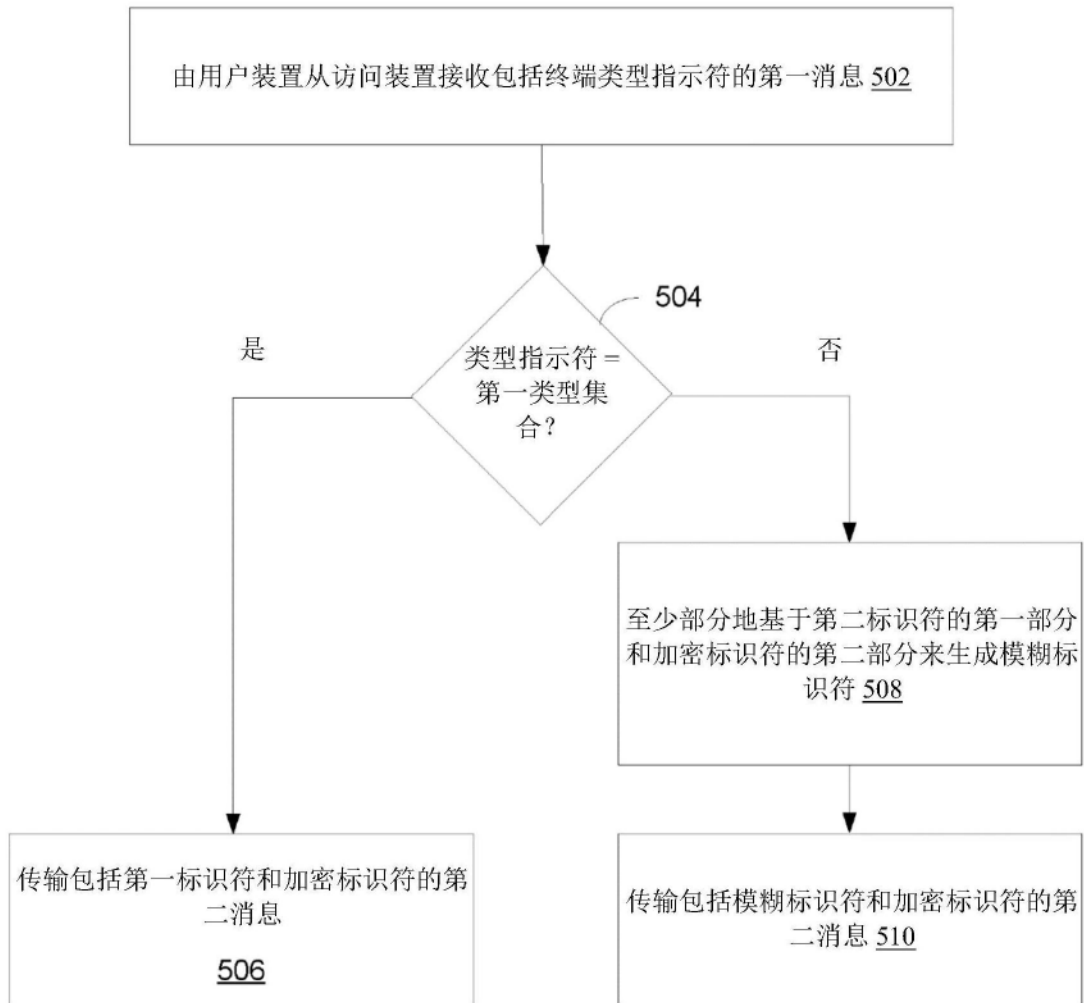 由用户装置从访问装置接收包括终端类型指示符的第一消息 502
504
是
否
类型指示符 =
第一类型集
合？
至少部分地基于第二标识符的第一部分
和加密标识符的第二部分来生成模糊标
识符 508
传输包括第一标识符和加密标识符的第
二消息
506
传输包括模糊标识符和加密标识符的第
二消息 510